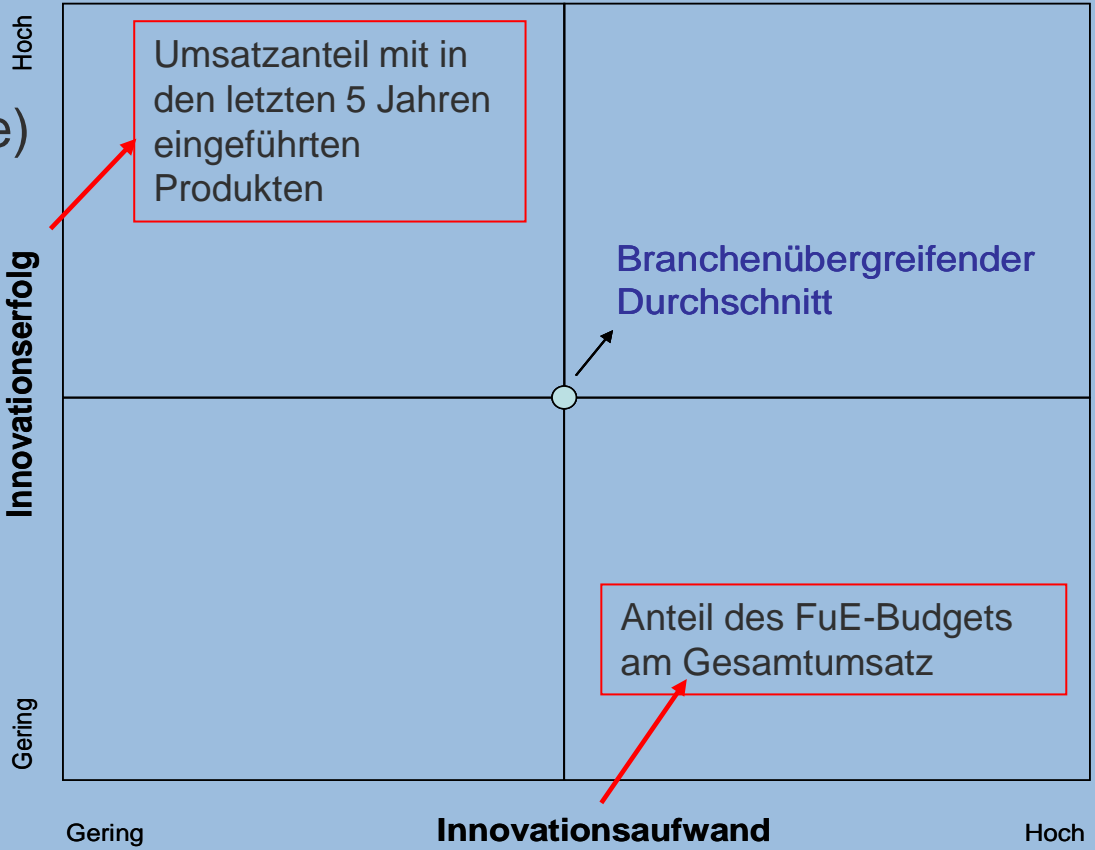 Hoch
Umsatzanteil mit in
den letzten 5 Jahren
eingeführten
Produkten
e)
Innovationserfolg
Branchenübergreifender
Durchschnitt
Anteil des FuE-Budgets
am Gesamtumsatz
Gering
Gering
Innovationsaufwand
Hoch